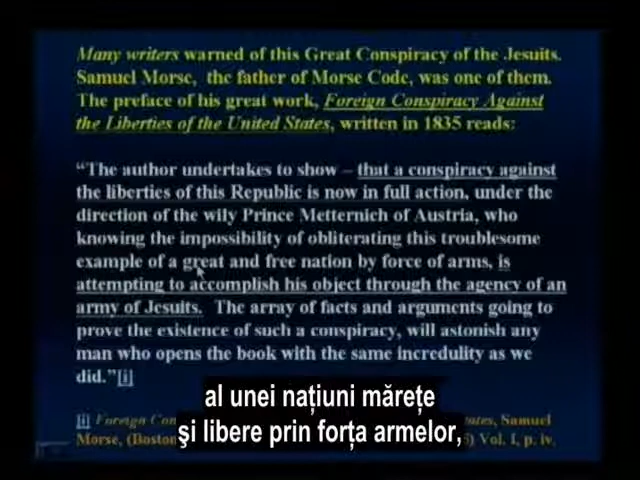 Many writers warned of this Great Conspiracy of the Jesuits.
Samuel Morse, the father of Morse Code, was one of them.
The preface of his great work, Foreign Conspiracy Against
the Liberties of the United States, written in 1835 reads:
“The author undertakes to show – that a conspiracy against
the liberties of this Republic is now in full action, under the
direction of the wily Prince Metternich of Austria, who
knowing the impossibility of obliterating this troublesome
example of a great and free nation by force of arms, is
attempting to accomplish his object through the agency of an
army of Jesuits. The array of facts and arguments going to
prove the existence of such a conspiracy, will astonish any
man who opens the book with the same incredulity as we
did.”[i]
al unei națiuni mărețe
și libere prin forța armelor,
[i] Foreign Samuel
Morse, (Boston Vol. I, p. iv.